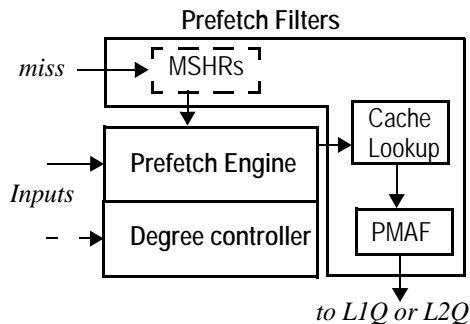 Prefetch Filters
miss
MSHRs
Cache
Lookup
Prefetch Engine
Inputs
Degree controller
PMAF
to L1Q or L2Q